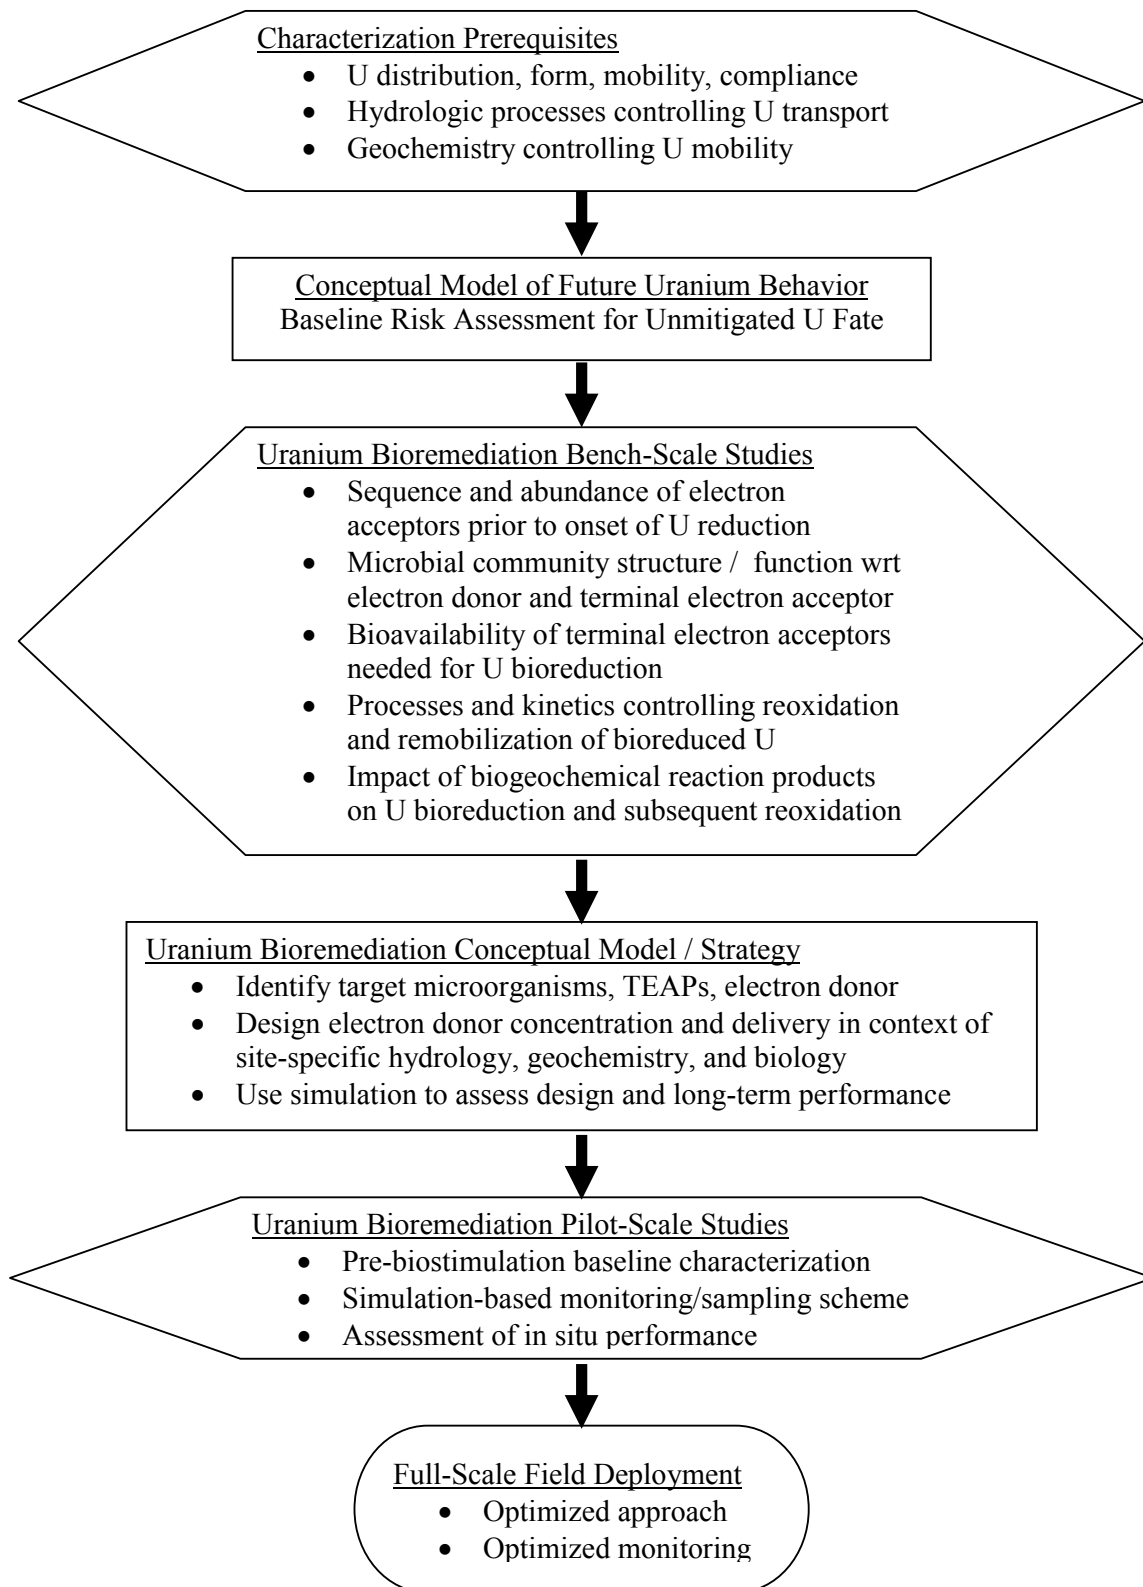 Characterization Prerequisites
• U distribution, form, mobility, compliance
• Hydrologic processes controlling U transport
• Geochemistry controlling U mobility
Conceptual Model of Future Uranium Behavior
Baseline Risk Assessment for Unmitigated U Fate
Uranium Bioremediation Bench-Scale Studies
• Sequence and abundance of electron
acceptors prior to onset of U reduction
• Microbial community structure / function wrt
electron donor and terminal electron acceptor
• Bioavailability of terminal electron acceptors
needed for U bioreduction
• Processes and kinetics controlling reoxidation
and remobilization of bioreduced U
• Impact of biogeochemical reaction products
on U bioreduction and subsequent reoxidation
Uranium Bioremediation Conceptual Model / Strategy
• Identify target microorganisms, TEAPs, electron donor
• Design electron donor concentration and delivery in context of
site-specific hydrology, geochemistry, and biology
• Use simulation to assess design and long-term performance
Uranium Bioremediation Pilot-Scale Studies
• Pre-biostimulation baseline characterization
• Simulation-based monitoring/sampling scheme
• Assessment of in situ performance
Full-Scale Field Deployment
• Optimized approach
• Optimized monitoring